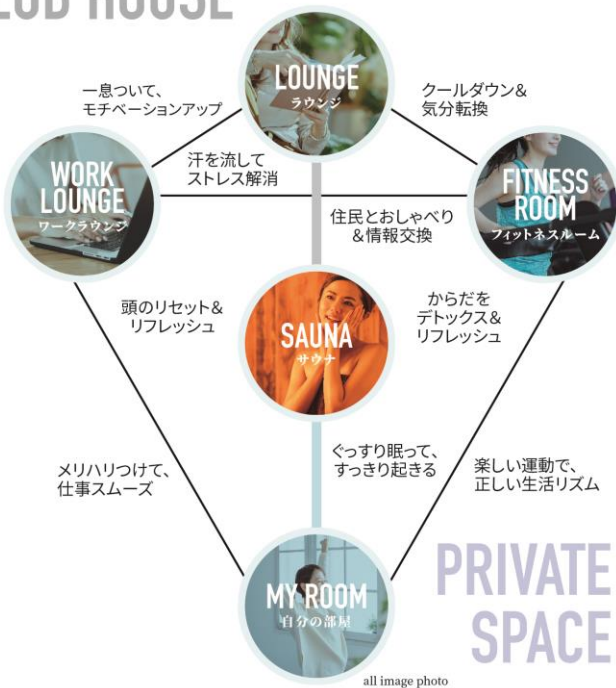 CLUB HOUSE
LOUNGE
ラウンジ
一息ついて、
モチベーションアップ
クールダウン&
気分転換
WORK
LOUNGE
ワークラウンジ
汗を流して
ストレス解消
FITNESS
ROOM
フィットネスルーム
住民とおしゃべり
&情報交換
頭のリセット&
リフレッシュ
SAUNA
サウナ
からだを
デトックス&
リフレッシュ
メリハリつけて、
仕事スムーズ
ぐっすり眠って、
すっきり起きる
楽しい運動で、
正しい生活リズム
MY ROOM
自分の部屋
PRIVATE
SPACE
all image photo